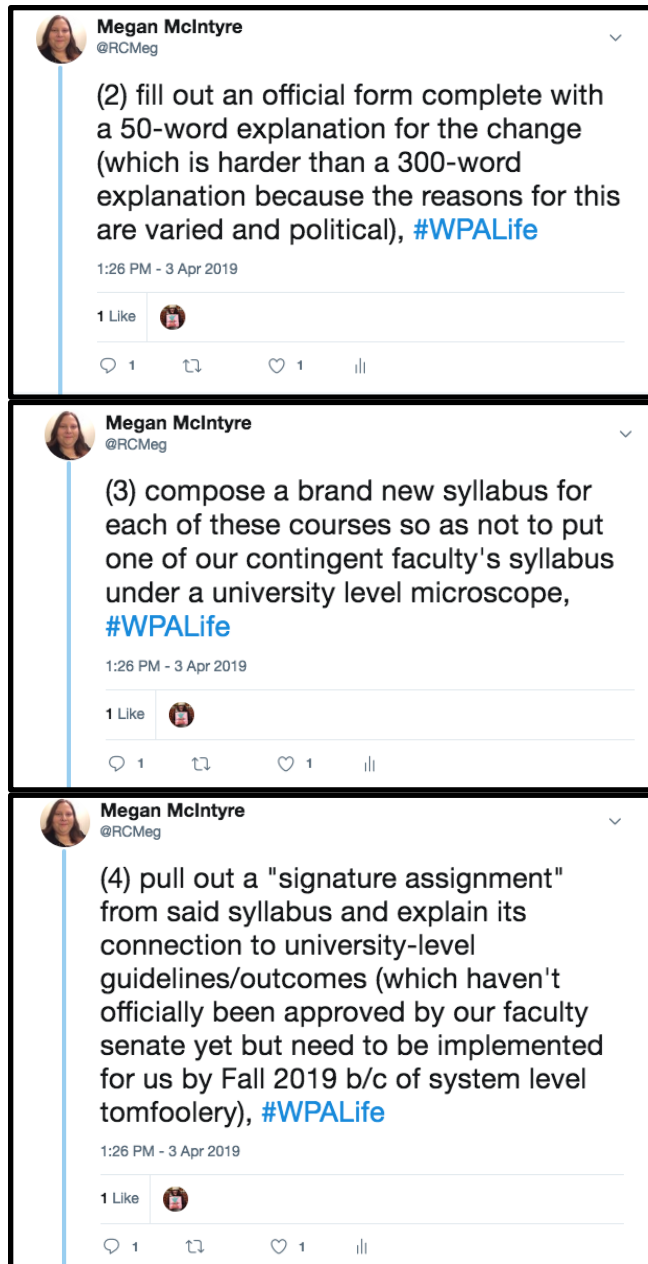 Megan McIntyre
@RCMeg
(2) fill out an official form complete with
a 50-word explanation for the change
(which is harder than a 300-word
explanation because the reasons for this
are varied and political), #WPALife
1:26 PM - 3 Apr 2019
1 Like
1
1
Megan McIntyre
@RCMeg
(3) compose a brand new syllabus for
each of these courses so as not to put
one of our contingent faculty's syllabus
under a university level microscope,
#WPALife
1:26 PM - 3 Apr 2019
1 Like
1
1
Megan McIntyre
@RCMeg
(4) pull out a "signature assignment"
from said syllabus and explain its
connection to university-level
guidelines/outcomes (which haven't
officially been approved by our faculty
senate yet but need to be implemented
for us by Fall 2019 b/c of system level
tomfoolery), #WPALife
1:26 PM - 3 Apr 2019
1 Like
1
1